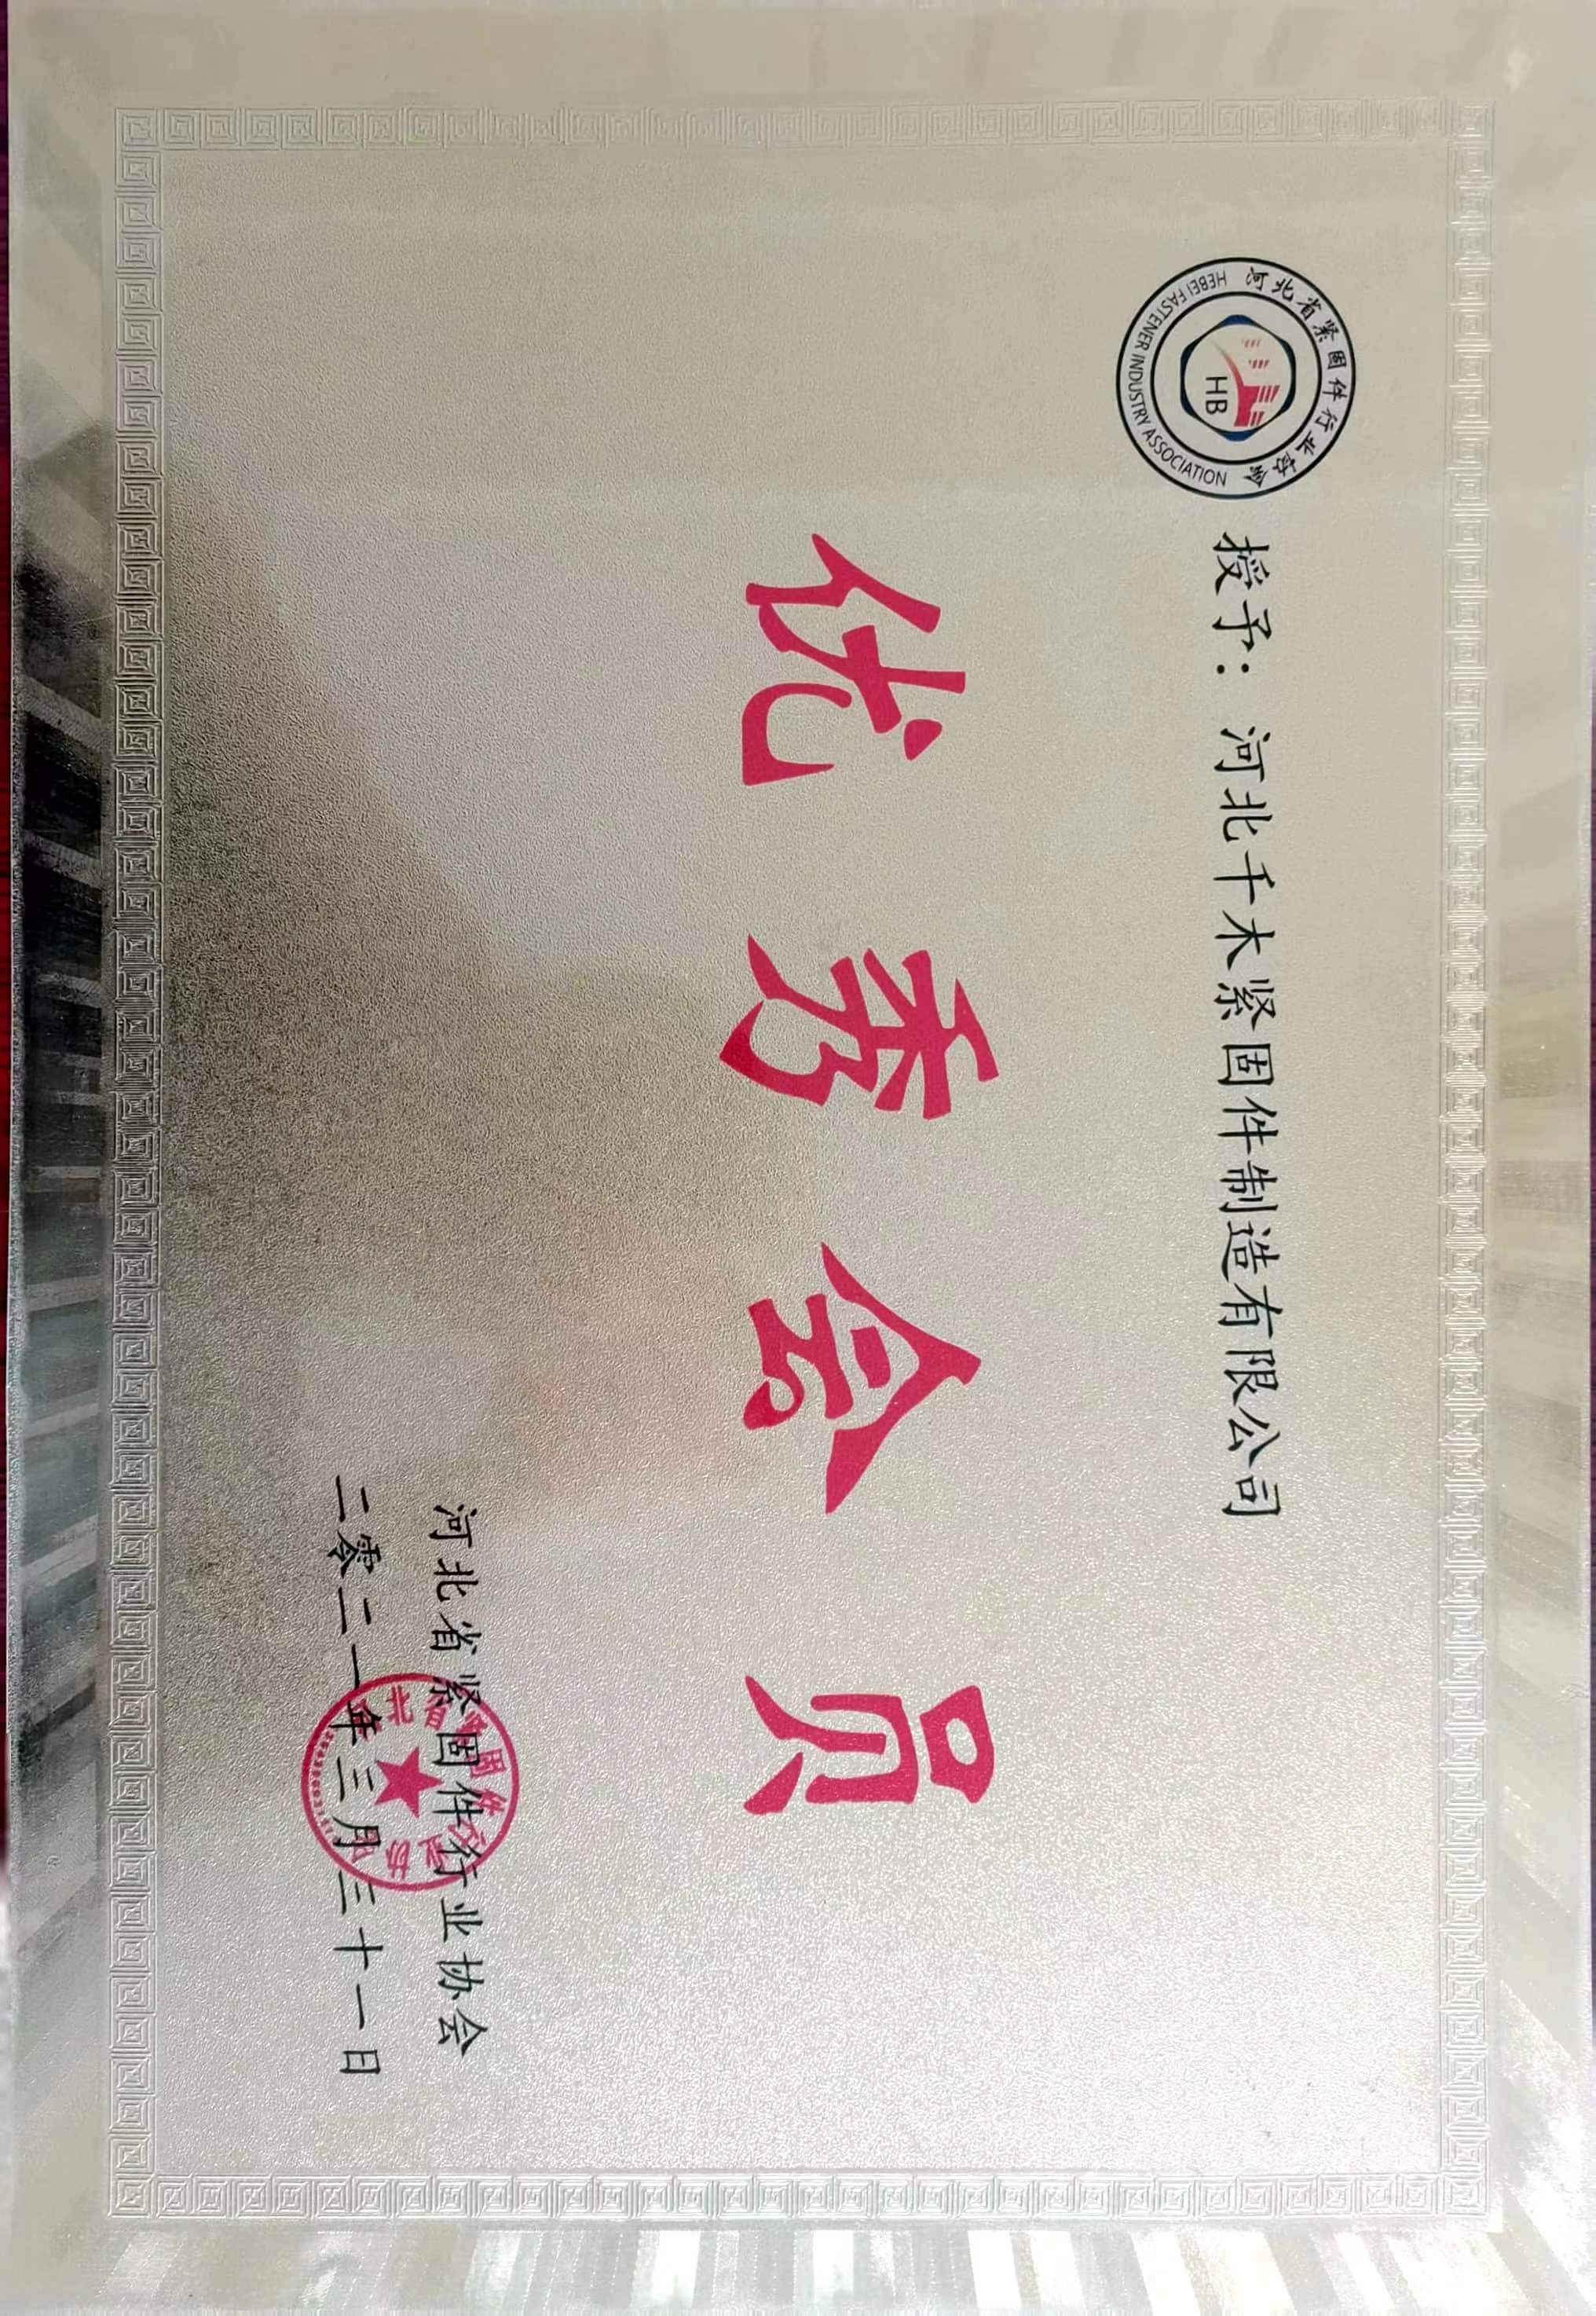 河北省紧固件行业协会
HEBEI FASTENER INDUSTRY ASSOCIATION
HB
授予：河北千木紧固件制造有限公司
优秀会员
河北省紧固件行业协会
二零二一年三月三十一日